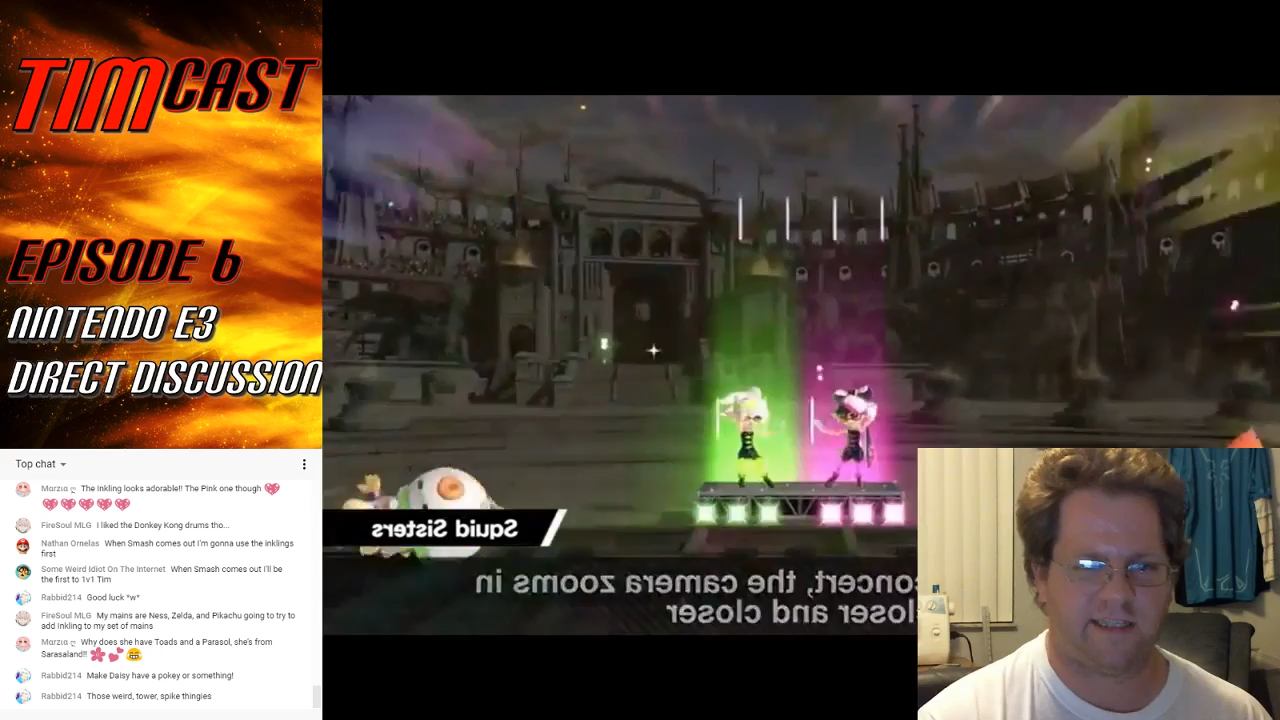 TIMCAST
EPISODE 6
NINTENDO E3
DIRECT DISCUSSION
Top chat
Marzia ღ The Inkling looks adorable!! The Pink one though 💖
💖 💖 💖 💖 💖
FireSoul MLG I liked the Donkey Kong drums tho...
Nathan Ornelas When Smash comes out I'm gonna use the inklings
first
Some Weird Idiot On The Internet When Smash comes out I'll be
the first to 1v1 Tim
Rabbid214 Good luck *w*
FireSoul MLG My mains are Ness, Zelda, and Pikachu going to try to
add Inkling to my set of mains
Marzia ღ Why does she have Toads and a Parasol, she's from
Sarasaland!! 🌸 💕 😁
Rabbid214 Make Daisy have a pokey or something!
Rabbid214 Those weird, tower, spike thingies
Squid Sisters
oncert, the camera zooms in
loser and closer